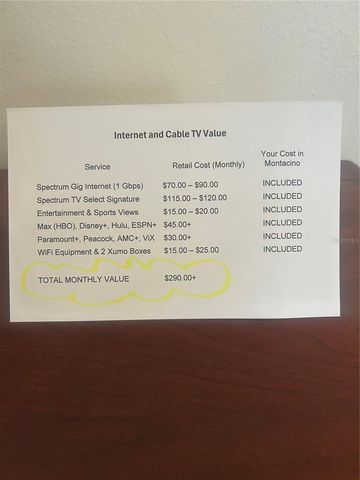 Internet and Cable TV Value
Service Retail Cost (Monthly) Your Cost in Montacino
Spectrum Gig Internet (1 Gbps) $70.00 – $90.00 INCLUDED
Spectrum TV Select Signature $115.00 – $120.00 INCLUDED
Entertainment & Sports Views $15.00 – $20.00 INCLUDED
Max (HBO), Disney+, Hulu, ESPN+ $45.00+ INCLUDED
Paramount+, Peacock, AMC+, ViX $30.00+ INCLUDED
WiFi Equipment & 2 Xumo Boxes $15.00 – $25.00 INCLUDED
TOTAL MONTHLY VALUE $290.00+